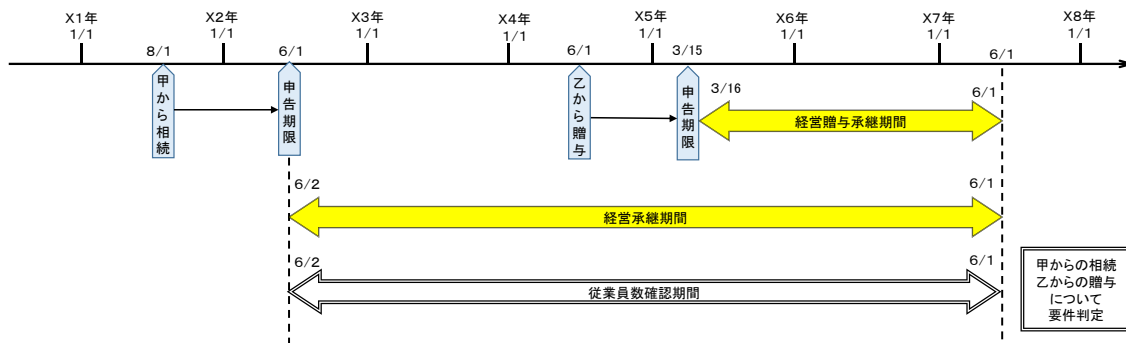 X1年 X2年 X3年 X4年 X5年 X6年 X7年 X8年
1/1 1/1 1/1 1/1 1/1 1/1 1/1 1/1
8/1 6/1 6/1 3/15 6/1
甲から相続
申告期限
乙から贈与
申告期限
3/16 6/1
経営贈与承継期間
6/2 6/1
経営承継期間
6/2 6/1
従業員数確認期間
甲からの相続
乙からの贈与
について
要件判定